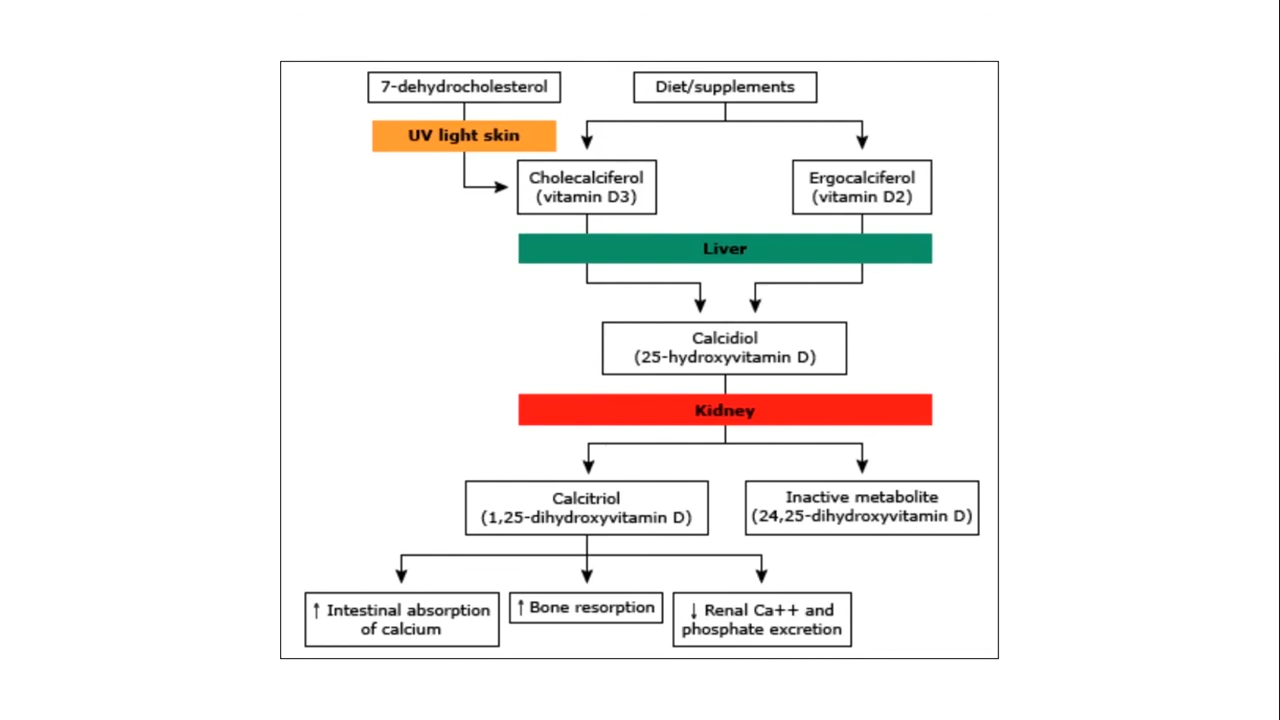 7-dehydrocholesterol
Diet/supplements
UV light skin
Cholecalciferol
(vitamin D3)
Ergocalciferol
(vitamin D2)
Liver
Calcidiol
(25-hydroxyvitamin D)
Kidney
Calcitriol
(1,25-dihydroxyvitamin D)
Inactive metabolite
(24,25-dihydroxyvitamin D)
↑ Intestinal absorption
of calcium
↑ Bone resorption
↓ Renal Ca++ and
phosphate excretion